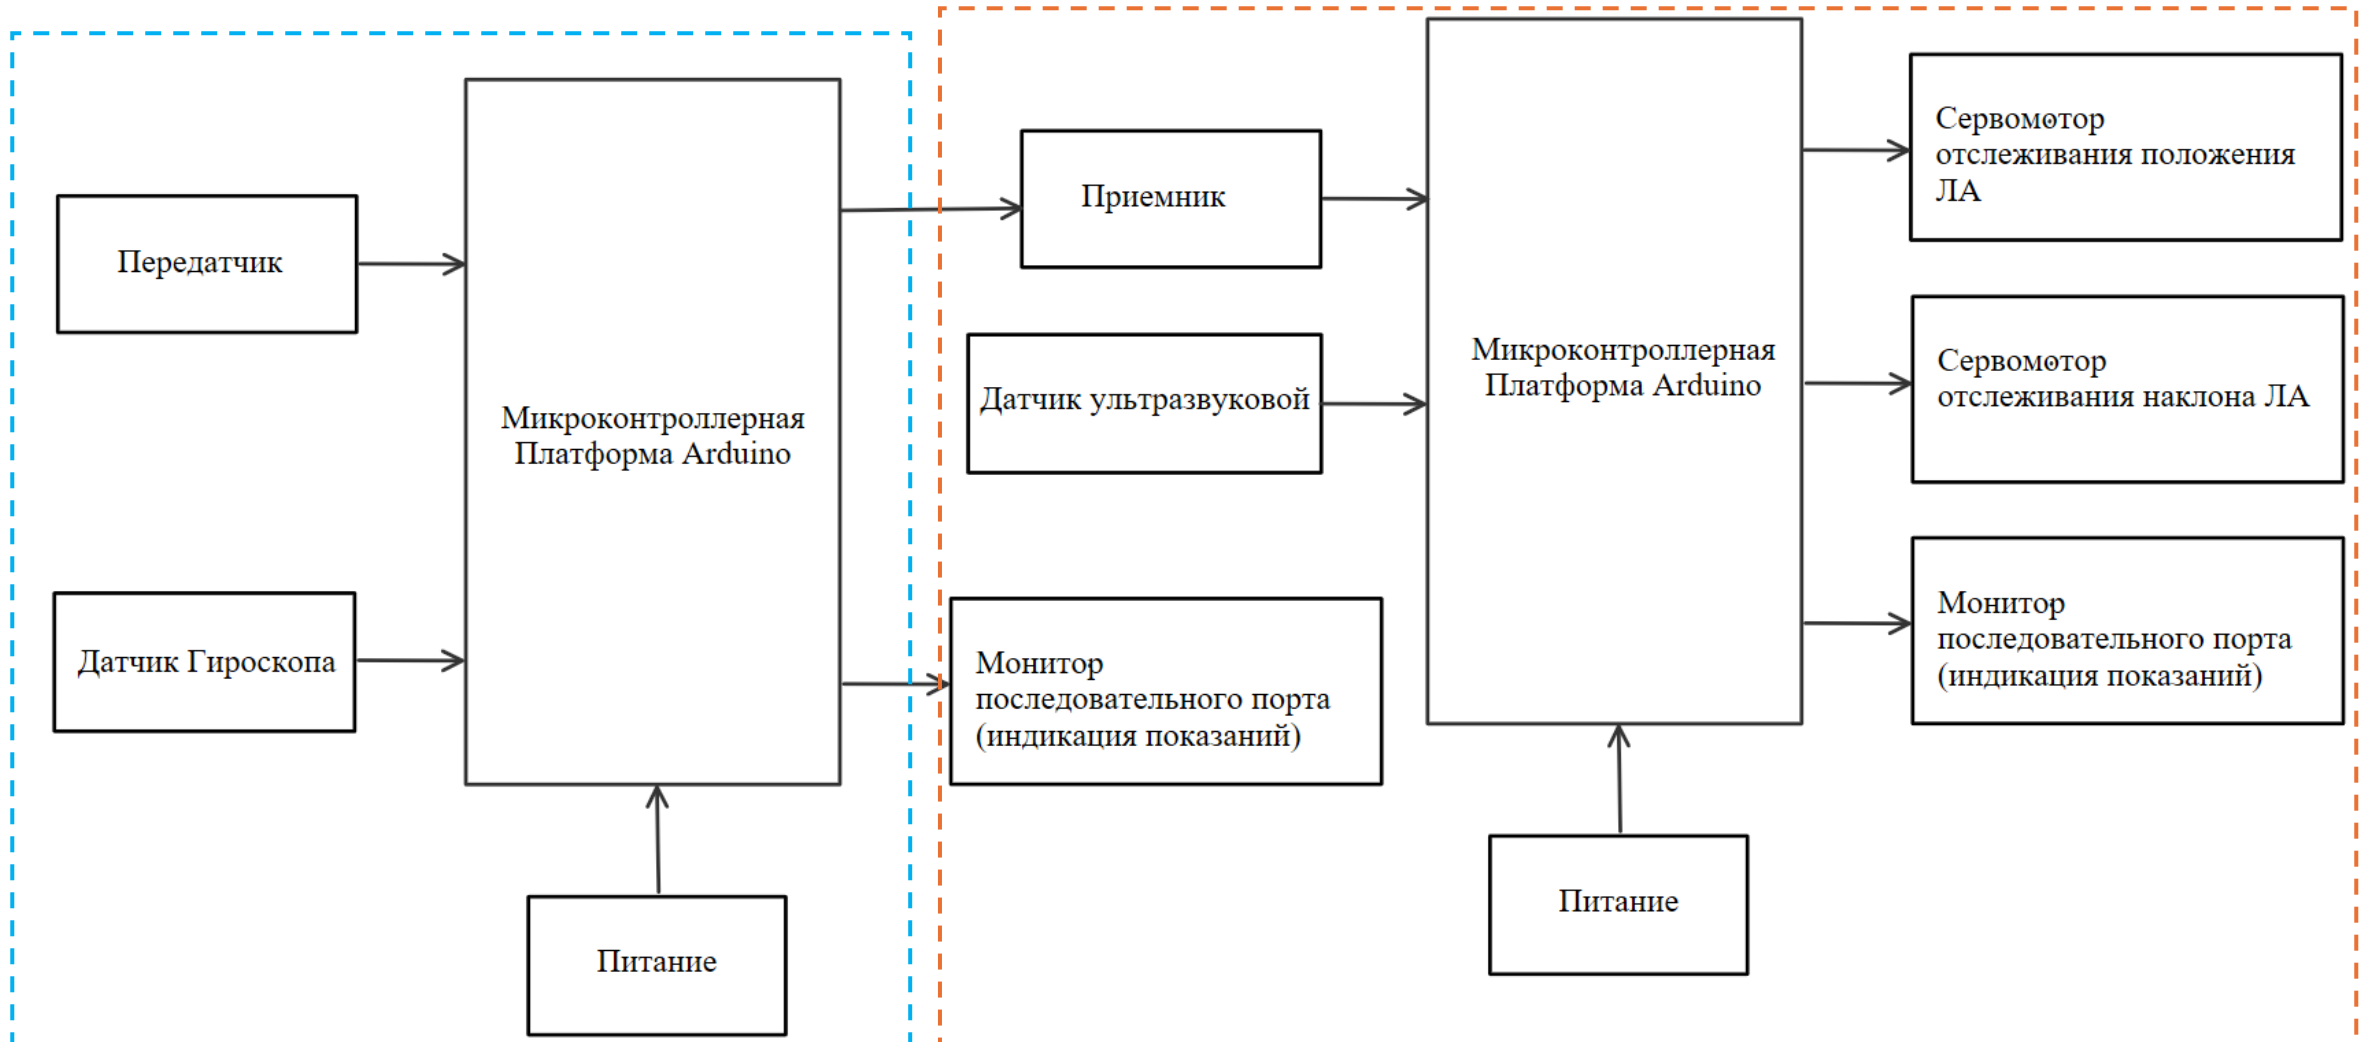 Передатчик
Датчик Гироскопа
Микроконтроллерная
Платформа Arduino
Питание
Приемник
Датчик ультразвуковой
Монитор
последовательного порта
(индикация показаний)
Микроконтроллерная
Платформа Arduino
Питание
Сервомотор
отслеживания положения
ЛА
Сервомотор
отслеживания наклона ЛА
Монитор
последовательного порта
(индикация показаний)